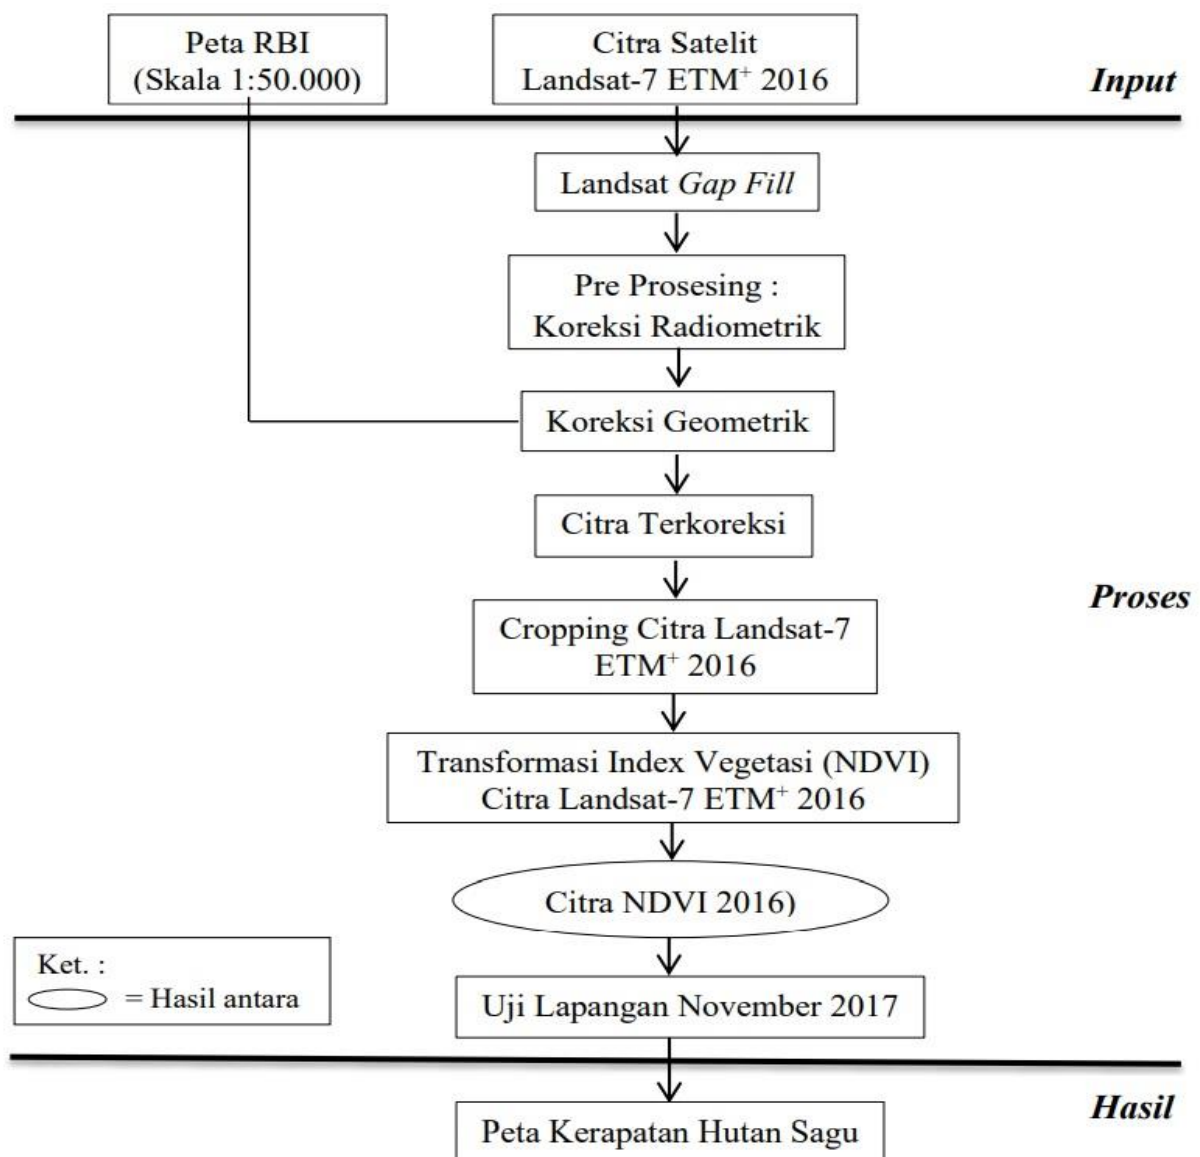 Peta RBI
(Skala 1:50.000)
Citra Satelit
Landsat-7 ETM⁺ 2016
Input
Landsat Gap Fill
Pre Prosesing :
Koreksi Radiometrik
Koreksi Geometrik
Citra Terkoreksi
Proses
Cropping Citra Landsat-7
ETM⁺ 2016
Transformasi Index Vegetasi (NDVI)
Citra Landsat-7 ETM⁺ 2016
Citra NDVI 2016)
Ket. :
= Hasil antara
Uji Lapangan November 2017
Hasil
Peta Kerapatan Hutan Sagu